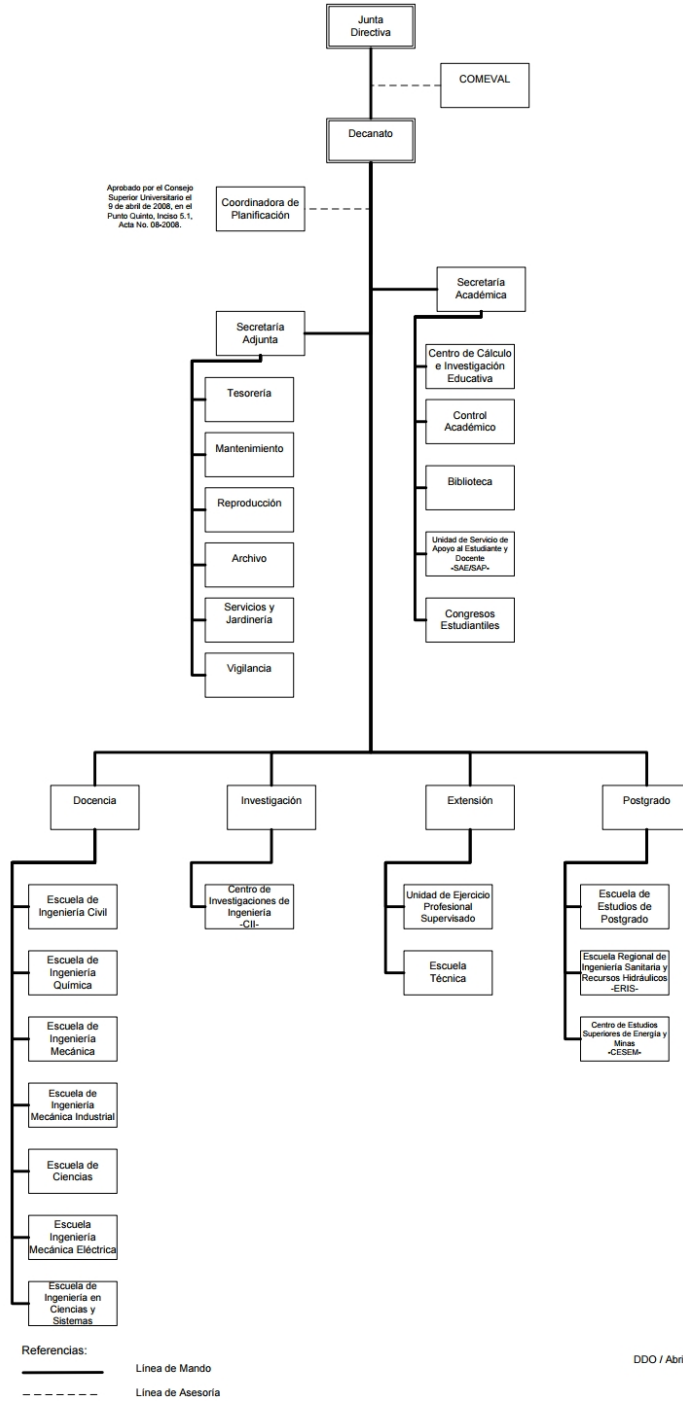 Junta
Directiva
COMEVAL
Decanato
Aprobado por el Consejo
Superior Universitario el
9 de abril de 2008, en el
Punto Quinto, Inciso 5.1,
Acta No. 08-2008.
Coordinadora de
Planificación
Secretaría
Académica
Secretaría
Adjunta
Centro de Cálculo
e Investigación
Educativa
Tesorería
Control
Académico
Mantenimiento
Biblioteca
Reproducción
Unidad de Servicio de
Apoyo al Estudiante y
Docente
-SAE/SAP-
Archivo
Servicios y
Jardinería
Congresos
Estudiantiles
Vigilancia
Docencia
Investigación
Extensión
Postgrado
Escuela de
Ingeniería Civil
Escuela de
Ingeniería
Química
Escuela de
Ingeniería
Mecánica
Escuela de
Ingeniería
Mecánica Industrial
Escuela de
Ciencias
Escuela
Ingeniería
Mecánica Eléctrica
Escuela de
Ingeniería en
Ciencias y
Sistemas
Centro de
Investigaciones de
Ingeniería
-CII-
Unidad de Ejercicio
Profesional
Supervisado
Escuela
Técnica
Escuela de
Estudios de
Postgrado
Escuela Regional de
Ingeniería Sanitaria y
Recursos Hidráulicos
-ERIS-
Centro de Estudios
Superiores de Energía y
Minas
-CESEM-
Referencias:
Línea de Mando
Línea de Asesoría
DDO / Abri